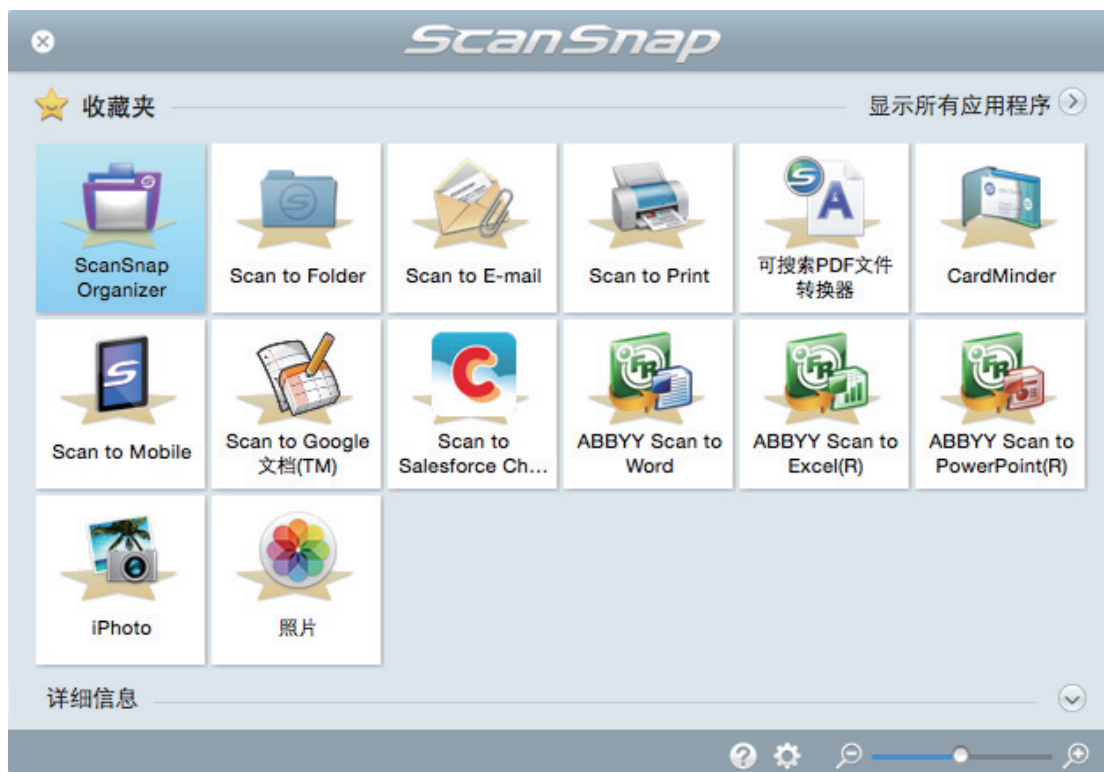 ScanSnap
收藏夹
显示所有应用程序
ScanSnap
Organizer
Scan to Folder
Scan to E-mail
Scan to Print
可搜索PDF文件
转换器
CardMinder
Scan to Mobile
Scan to Google
文档(TM)
Scan to
Salesforce Ch...
ABBYY Scan to
Word
ABBYY Scan to
Excel(R)
ABBYY Scan to
PowerPoint(R)
iPhoto
照片
详细信息